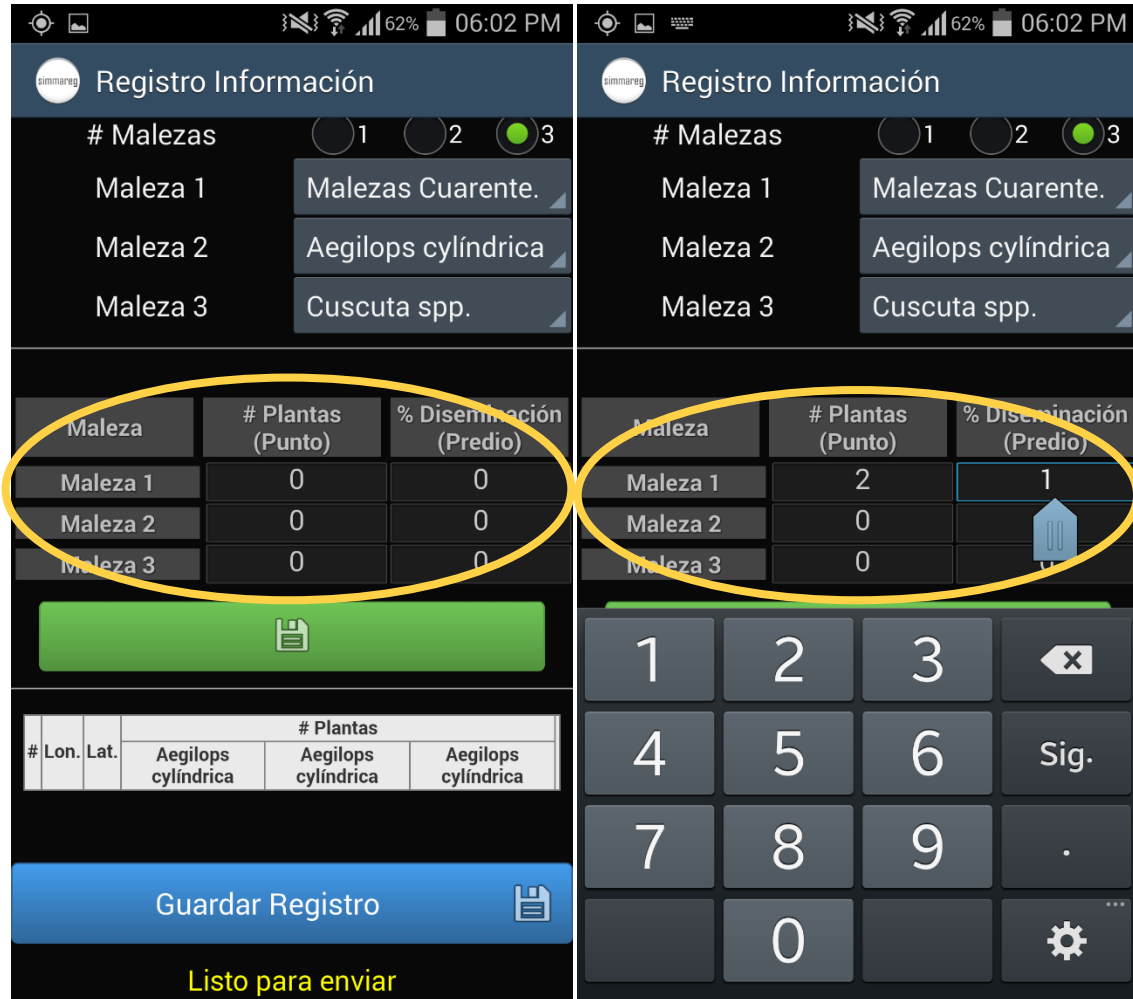 62% 06:02 PM
simmareg Registro Información
# Malezas 1 2 3
Maleza 1 Malezas Cuarente.
Maleza 2 Aegilops cylíndrica
Maleza 3 Cuscuta spp.
Maleza # Plantas (Punto) % Diseminación (Predio)
Maleza 1 0 0
Maleza 2 0 0
Maleza 3 0 0
# Plantas
# Lon. Lat. Aegilops cylíndrica Aegilops cylíndrica Aegilops cylíndrica
Guardar Registro
Listo para enviar
62% 06:02 PM
simmareg Registro Información
# Malezas 1 2 3
Maleza 1 Malezas Cuarente.
Maleza 2 Aegilops cylíndrica
Maleza 3 Cuscuta spp.
Maleza # Plantas (Punto) % Diseminación (Predio)
Maleza 1 2 1
Maleza 2 0
Maleza 3 0
1 2 3
4 5 6 Sig.
7 8 9 .
0